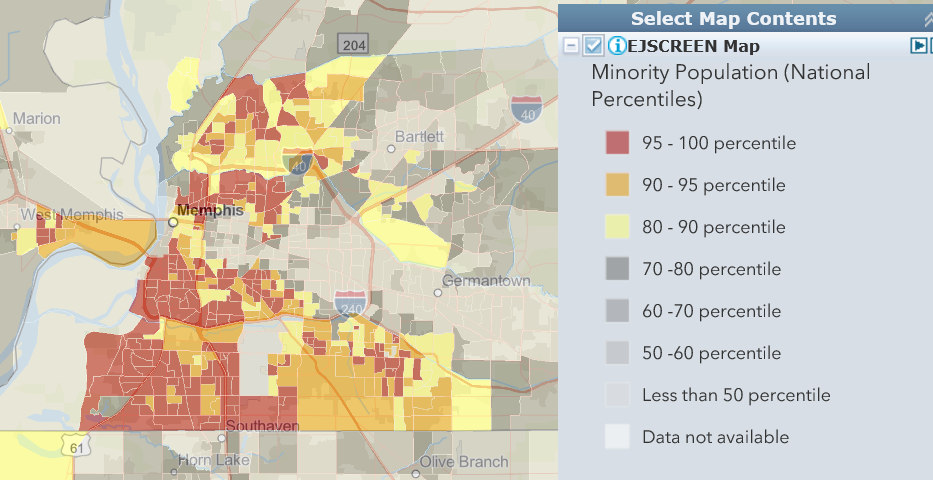 204
Marion
Bartlett
40
40
West Memphis
Memphis
Germantown
240
Southaven
61
Horn Lake
Olive Branch
Select Map Contents
EJSCREEN Map
Minority Population (National
Percentiles)
95 - 100 percentile
90 - 95 percentile
80 - 90 percentile
70 -80 percentile
60 -70 percentile
50 -60 percentile
Less than 50 percentile
Data not available